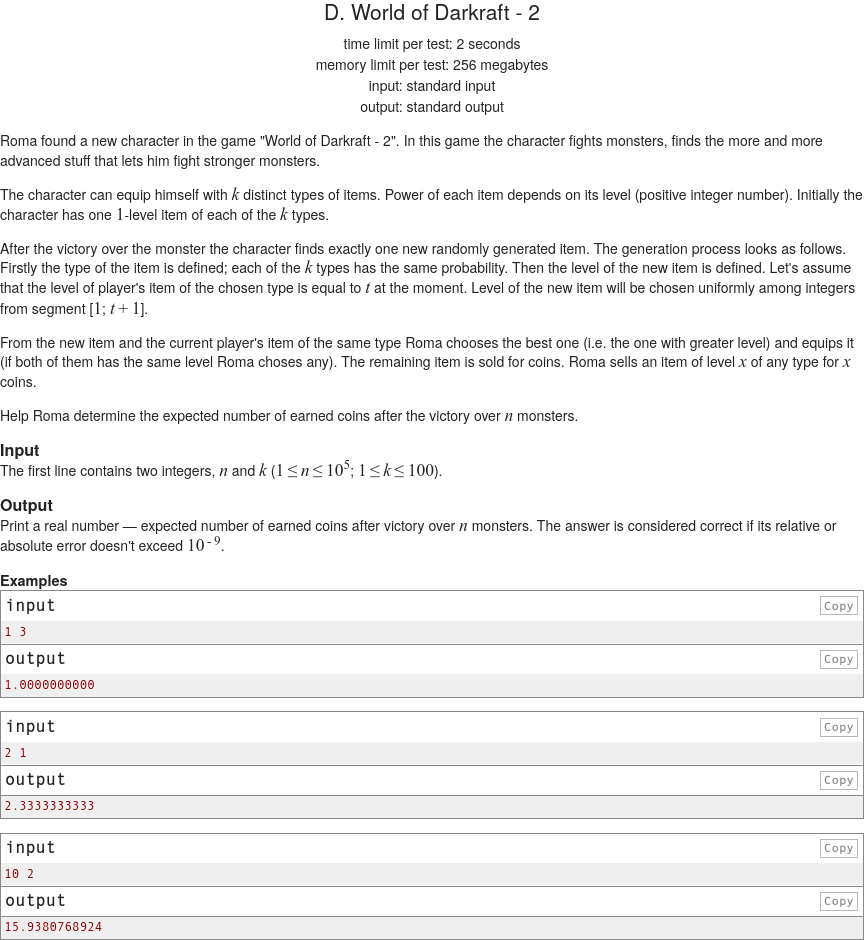 D. World of Darkraft - 2
time limit per test: 2 seconds
memory limit per test: 256 megabytes
input: standard input
output: standard output
Roma found a new character in the game "World of Darkraft - 2". In this game the character fights monsters, finds the more and more
advanced stuff that lets him fight stronger monsters.
The character can equip himself with k distinct types of items. Power of each item depends on its level (positive integer number). Initially the
character has one 1-level item of each of the k types.
After the victory over the monster the character finds exactly one new randomly generated item. The generation process looks as follows.
Firstly the type of the item is defined; each of the k types has the same probability. Then the level of the new item is defined. Let's assume
that the level of player's item of the chosen type is equal to t at the moment. Level of the new item will be chosen uniformly among integers
from segment [1; t + 1].
From the new item and the current player's item of the same type Roma chooses the best one (i.e. the one with greater level) and equips it
(if both of them has the same level Roma choses any). The remaining item is sold for coins. Roma sells an item of level x of any type for x
coins.
Help Roma determine the expected number of earned coins after the victory over n monsters.
Input
The first line contains two integers, n and k (1 ≤ n ≤ 10^5; 1 ≤ k ≤ 100).
Output
Print a real number — expected number of earned coins after victory over n monsters. The answer is considered correct if its relative or
absolute error doesn't exceed 10^-9.
Examples
input
Copy
1 3
output
Copy
1.0000000000
input
Copy
2 1
output
Copy
2.3333333333
input
Copy
10 2
output
Copy
15.9380768924